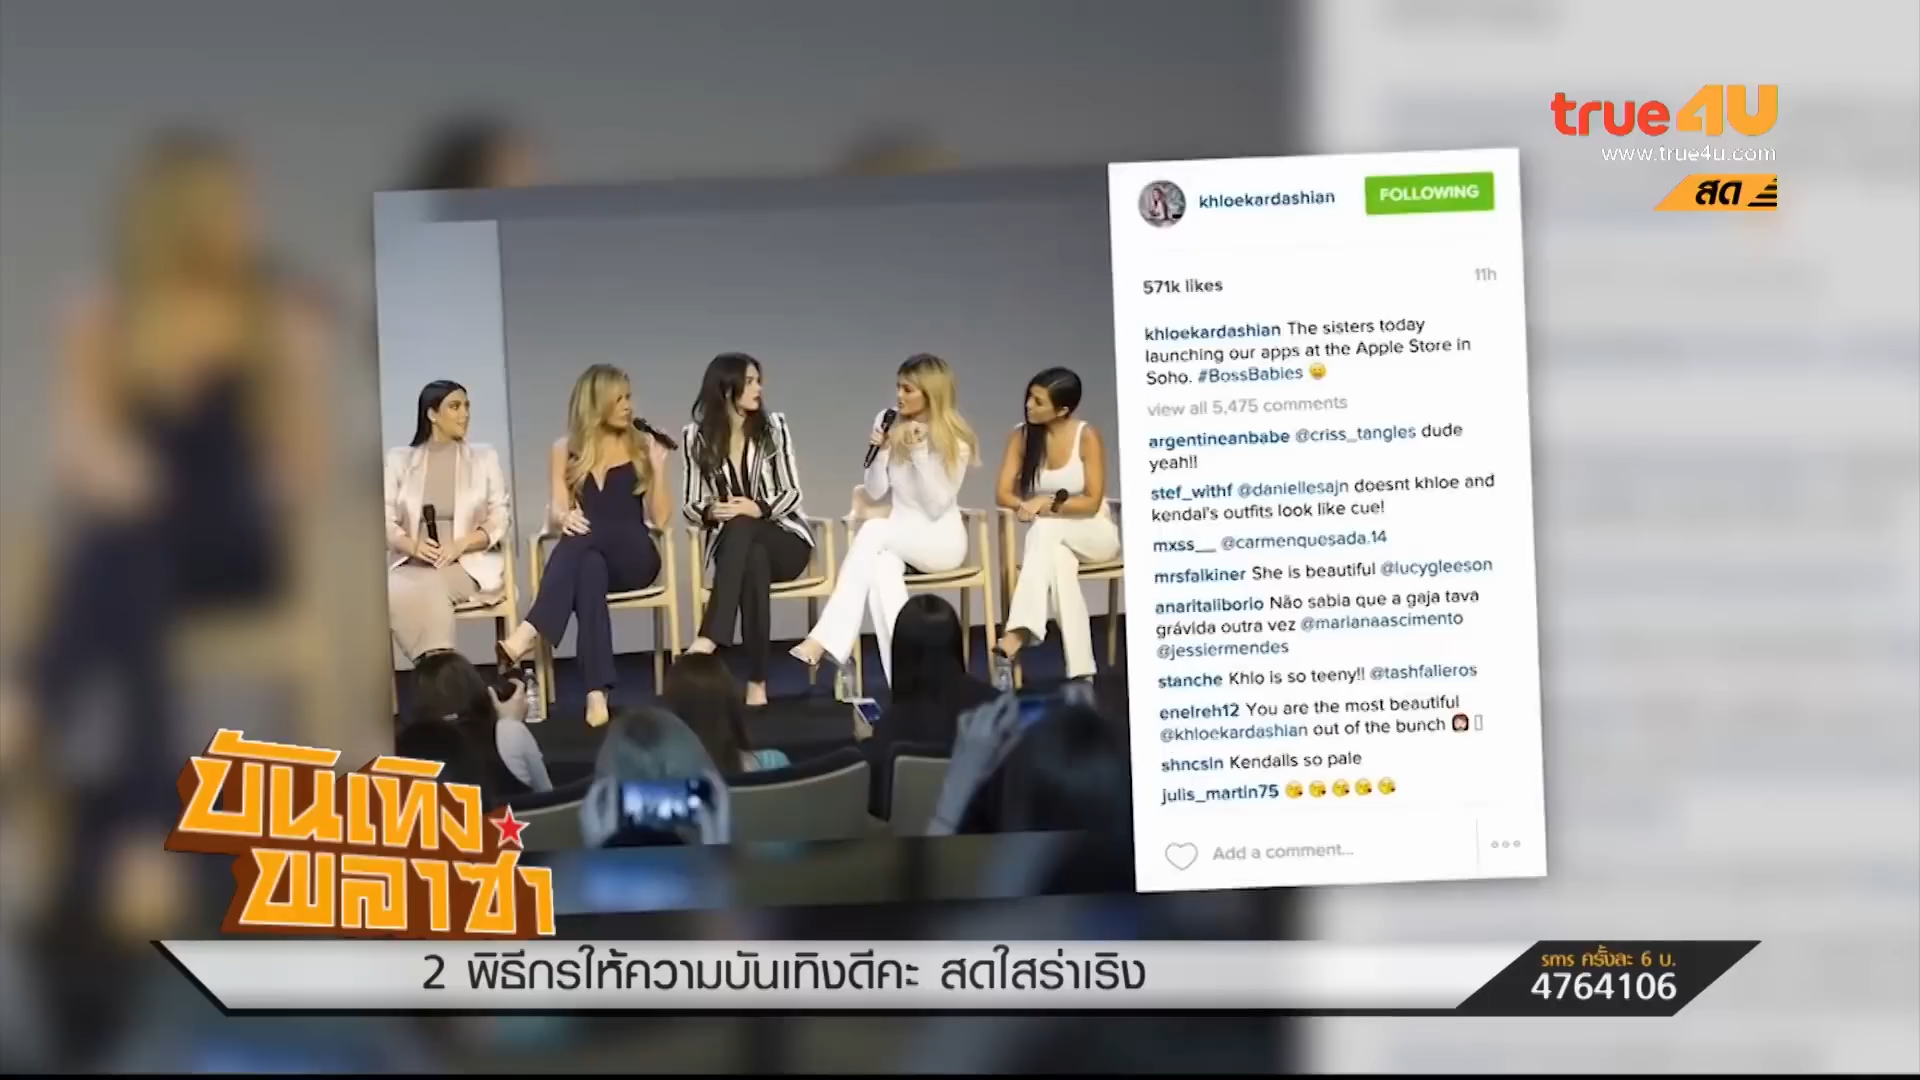 true4U
www.true4u.com
สด
khloekardashian
FOLLOWING
571k likes
11h
khloekardashian The sisters today
launching our apps at the Apple Store in
Soho. #BossBabies
view all 5,475 comments
argentineanbabe @criss_tangles dude
yeah!!
stef_withf @daniellesajn doesnt khloe and
kendal's outfits look like cue!
mxss__ @carmenquesada.14
mrsfalkiner She is beautiful @lucygleeson
anaritaliborio Não sabia que a gaja tava
grávida outra vez @marianaascimento
@jessiermendes
stanche Khlo is so teeny!! @tashfalieros
enelreh12 You are the most beautiful
@khloekardashian out of the bunch
shncsln Kendalls so pale
julis_martin75
Add a comment...
บันเทิง
พลาซ่า
2 พิธีกรให้ความบันเทิงดีคะ สดใสร่าเริง
sms ครั้งละ 6 บ.
4764106